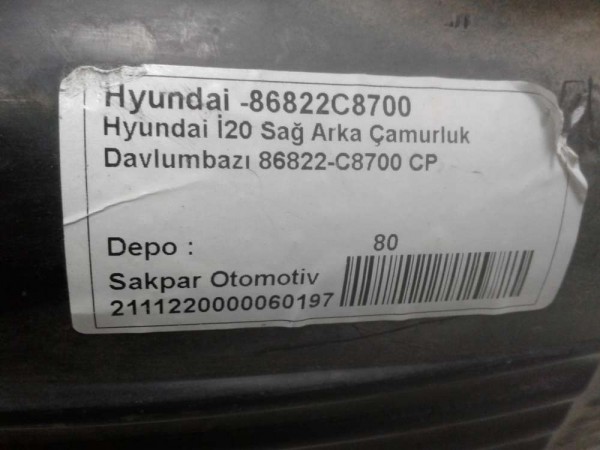 Hyundai -86822C8700
Hyundai İ20 Sağ Arka Çamurluk
Davlumbazı 86822-C8700 CP
Depo : 80
Sakpar Otomotiv
2111220000060197